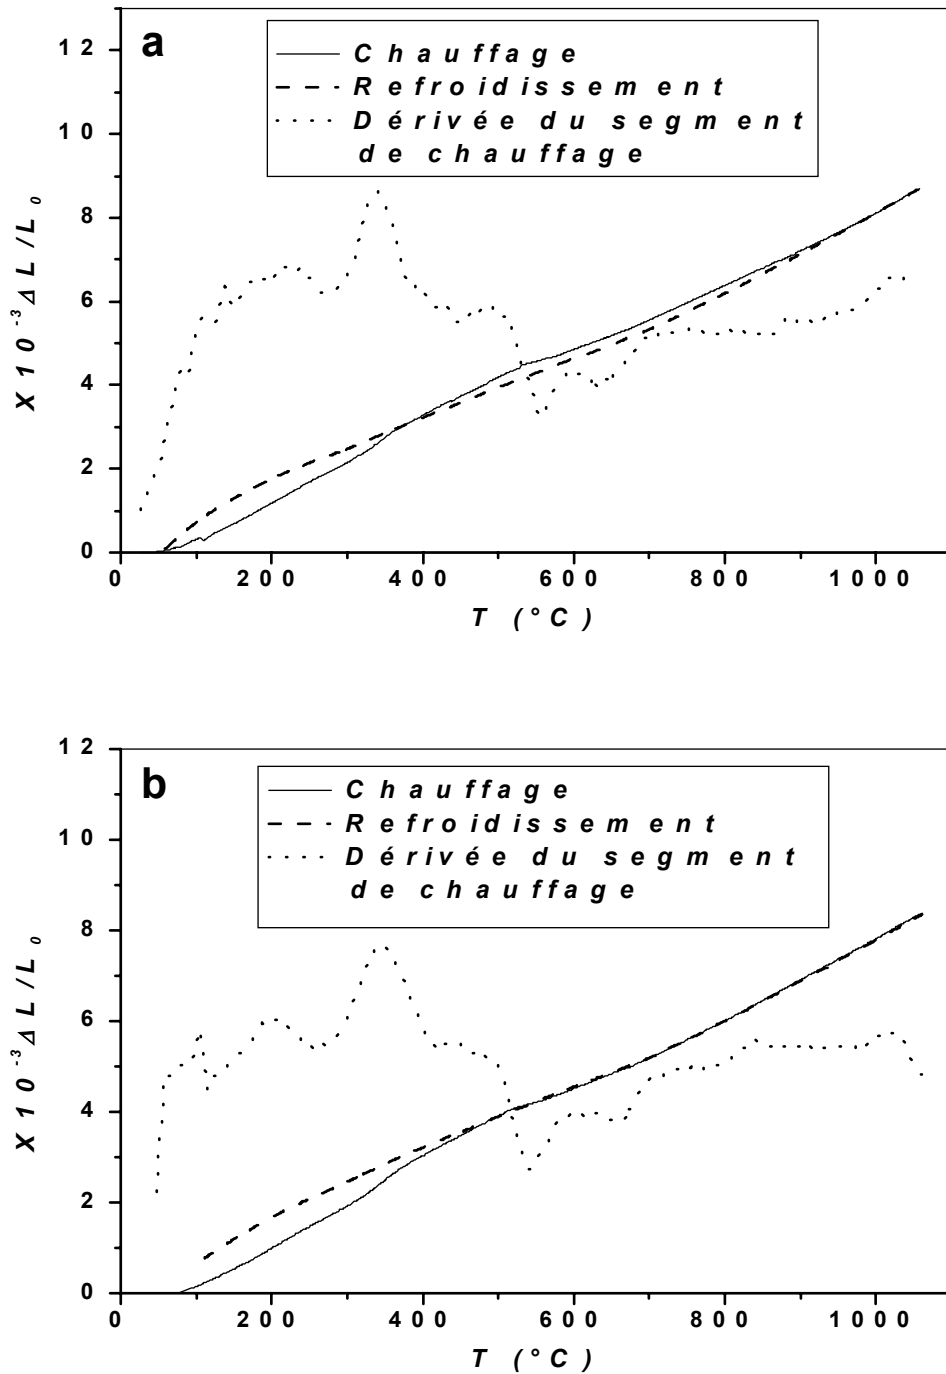 a
Chauffage
Refroidissement
Dérivée du segment
de chauffage
12
10
8
6
4
2
0
X 10⁻³ Δ L / L₀
0 200 400 600 800 1000
T (°C)
b
Chauffage
Refroidissement
Dérivée du segment
de chauffage
12
10
8
6
4
2
0
X 10⁻³ Δ L / L₀
0 200 400 600 800 1000
T (°C)